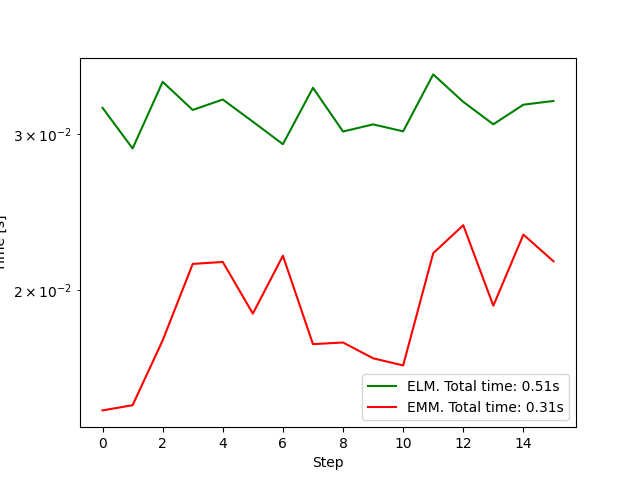 3 × 10⁻²
Time [s]
2 × 10⁻²
ELM. Total time: 0.51s
EMM. Total time: 0.31s
0 2 4 6 8 10 12 14
Step